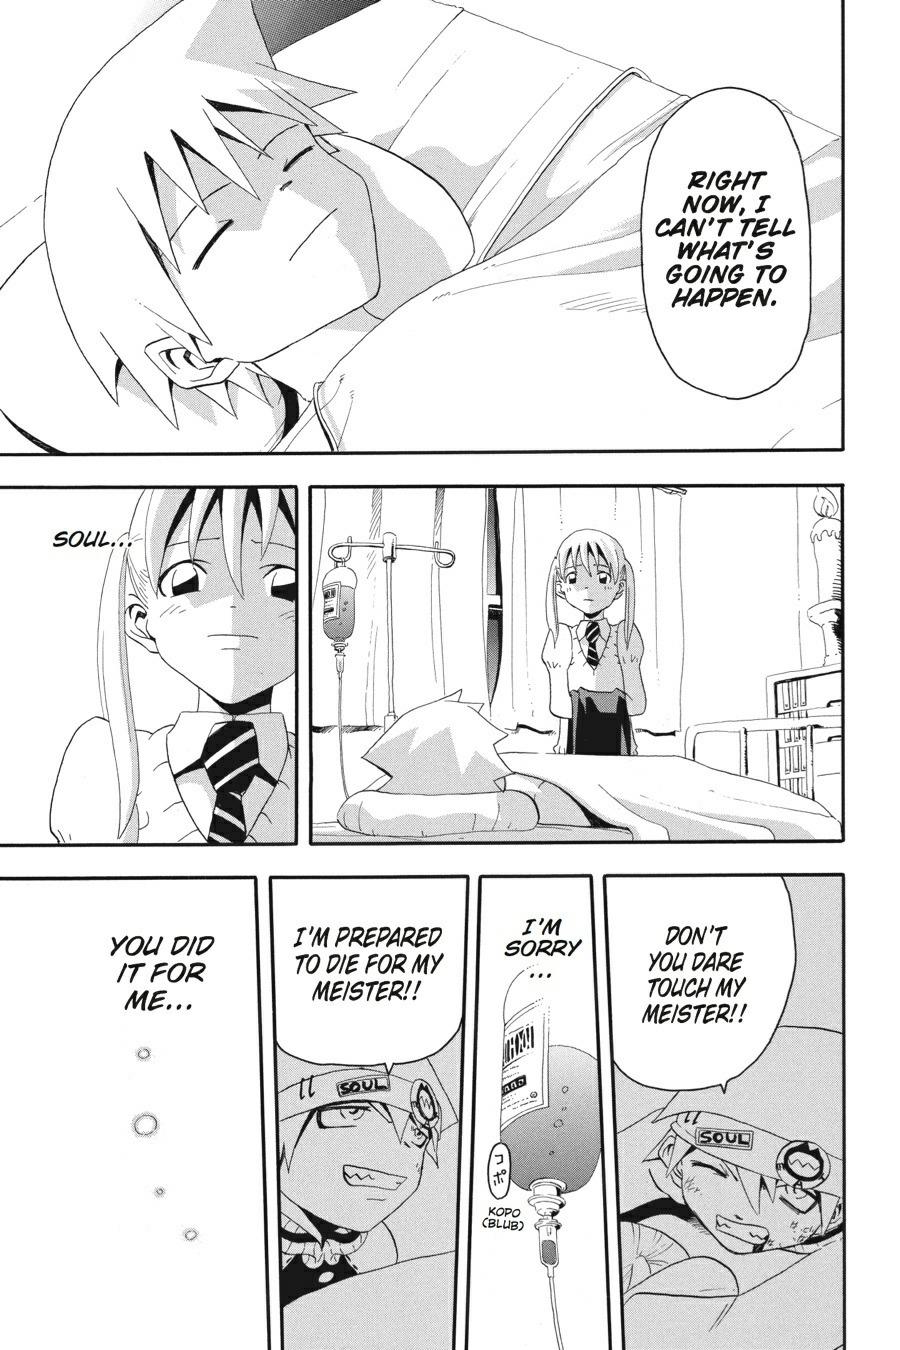 RIGHT
NOW, I
CAN'T TELL
WHAT'S
GOING TO
HAPPEN.
SOUL...
DON'T
YOU DARE
TOUCH MY
MEISTER!!
SOUL
I'M
SORRY
...
コポ
KOPO
(BLUB)
I'M PREPARED
TO DIE FOR MY
MEISTER!!
SOUL
YOU DID
IT FOR
ME...